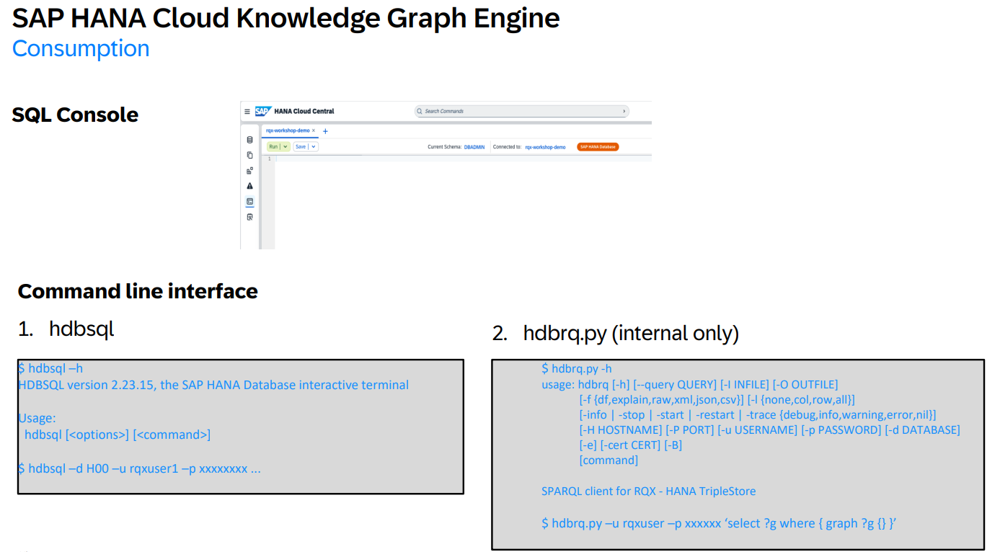 SAP HANA Cloud Knowledge Graph Engine
Consumption
SQL Console
SAP HANA Cloud Central
Search Commands
rqx-workshop-demo × +
Run Save
Current Schema: DBADMIN Connected to: rqx-workshop-demo SAP HANA Database
1
Command line interface
1. hdbsql
$ hdbsql –h
HDBSQL version 2.23.15, the SAP HANA Database interactive terminal
Usage:
hdbsql [<options>] [<command>]
$ hdbsql –d H00 –u rqxuser1 –p xxxxxxxx ...
2. hdbrq.py (internal only)
$ hdbrq.py -h
usage: hdbrq [-h] [--query QUERY] [-I INFILE] [-O OUTFILE]
[-f {df,explain,raw,xml,json,csv}] [-l {none,col,row,all}]
[-info | -stop | -start | -restart | -trace {debug,info,warning,error,nil}]
[-H HOSTNAME] [-P PORT] [-u USERNAME] [-p PASSWORD] [-d DATABASE]
[-e] [-cert CERT] [-B]
[command]
SPARQL client for RQX - HANA TripleStore
$ hdbrq.py –u rqxuser –p xxxxxx ‘select ?g where { graph ?g {} }’